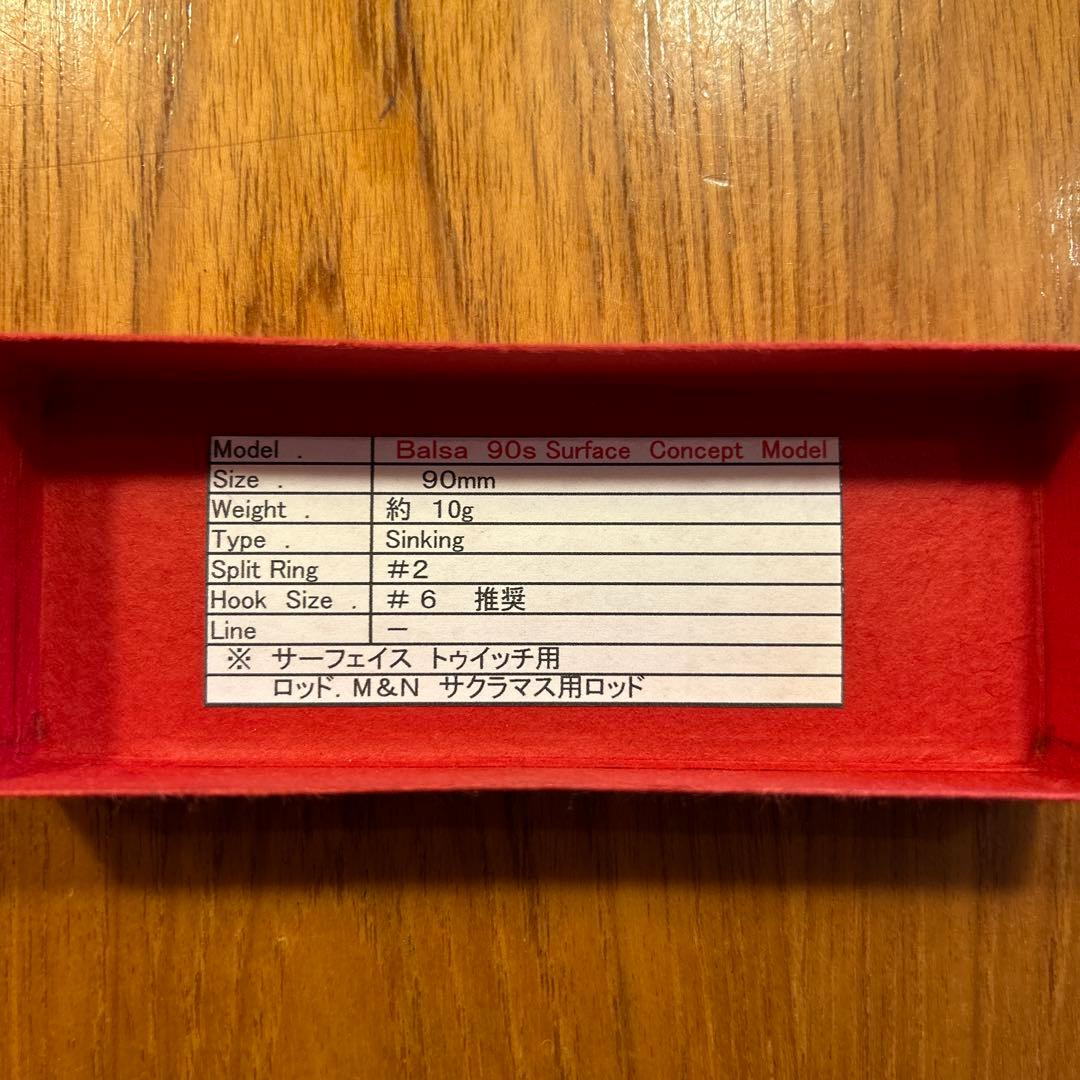 Model . Balsa 90s Surface Concept Model
Size . 90mm
Weight . 約 10g
Type . Sinking
Split Ring #2
Hook Size . #6 推奨
Line ー
※ サーフェイス トゥイッチ用
ロッド. M&N サクラマス用ロッド